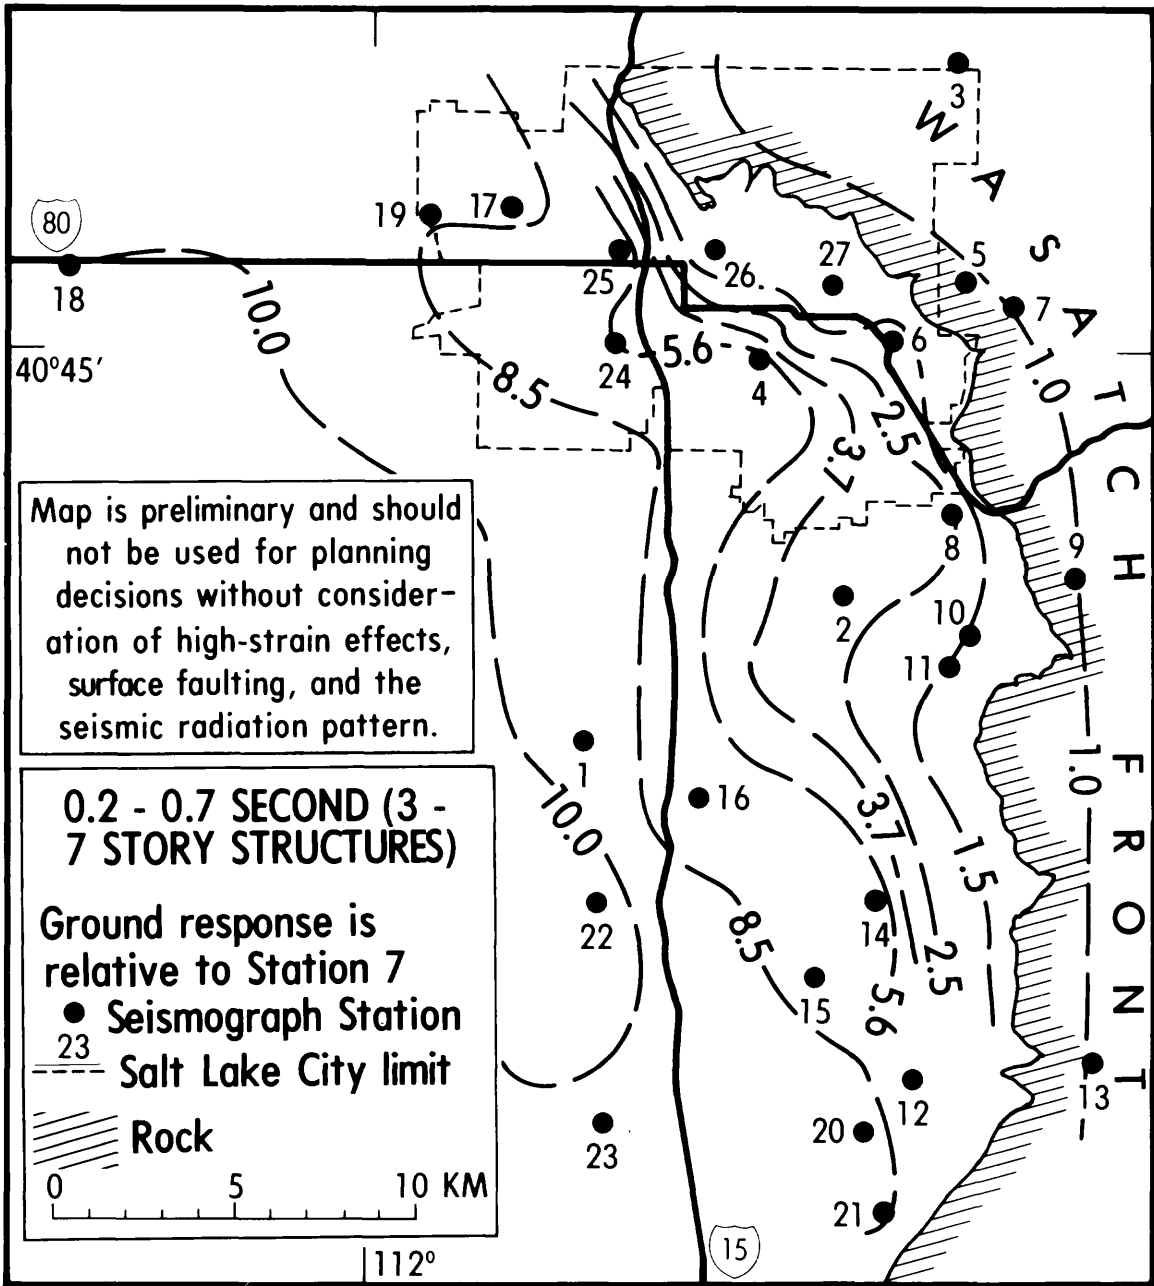 3
W
A
S
A
T
C
H
F
R
O
N
T
19
17
80
18
25
26.
27
5
7
10.0
40°45′
24
5.6
4
6
1.0
8.5
2.5
3.7
8
9
2
10
11
Map is preliminary and should
not be used for planning
decisions without consider-
ation of high-strain effects,
surface faulting, and the
seismic radiation pattern.
1
16
10.0
1.0
3.7
1.5
0.2 - 0.7 SECOND (3 -
7 STORY STRUCTURES)
Ground response is
relative to Station 7
Seismograph Station
23
Salt Lake City limit
Rock
0 5 10 KM
22
8.5
14
2.5
15
5.6
12
13
23
20
21
15
112°